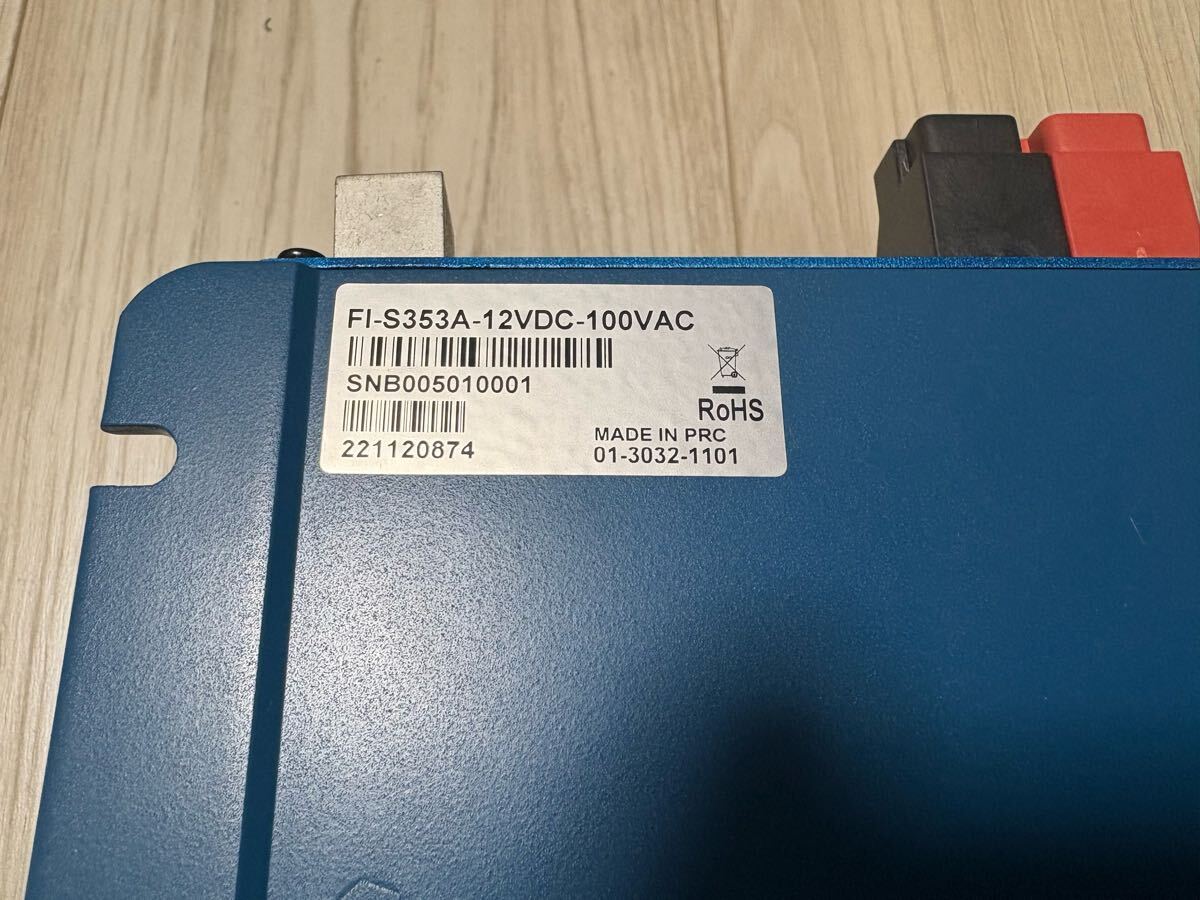 FI-S353A-12VDC-100VAC
SNB005010001
RoHS
221120874
MADE IN PRC
01-3032-1101